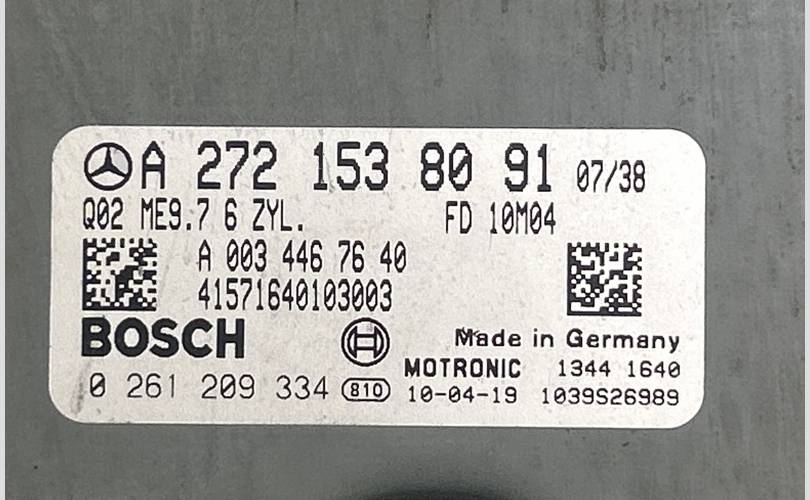 A 272 153 80 91 07/38
Q02 ME9.7 6 ZYL. FD 10M04
A 003 446 76 40
41571640103003
BOSCH
Made in Germany
MOTRONIC 1344 1640
0 261 209 334 810 10-04-19 1039S26989